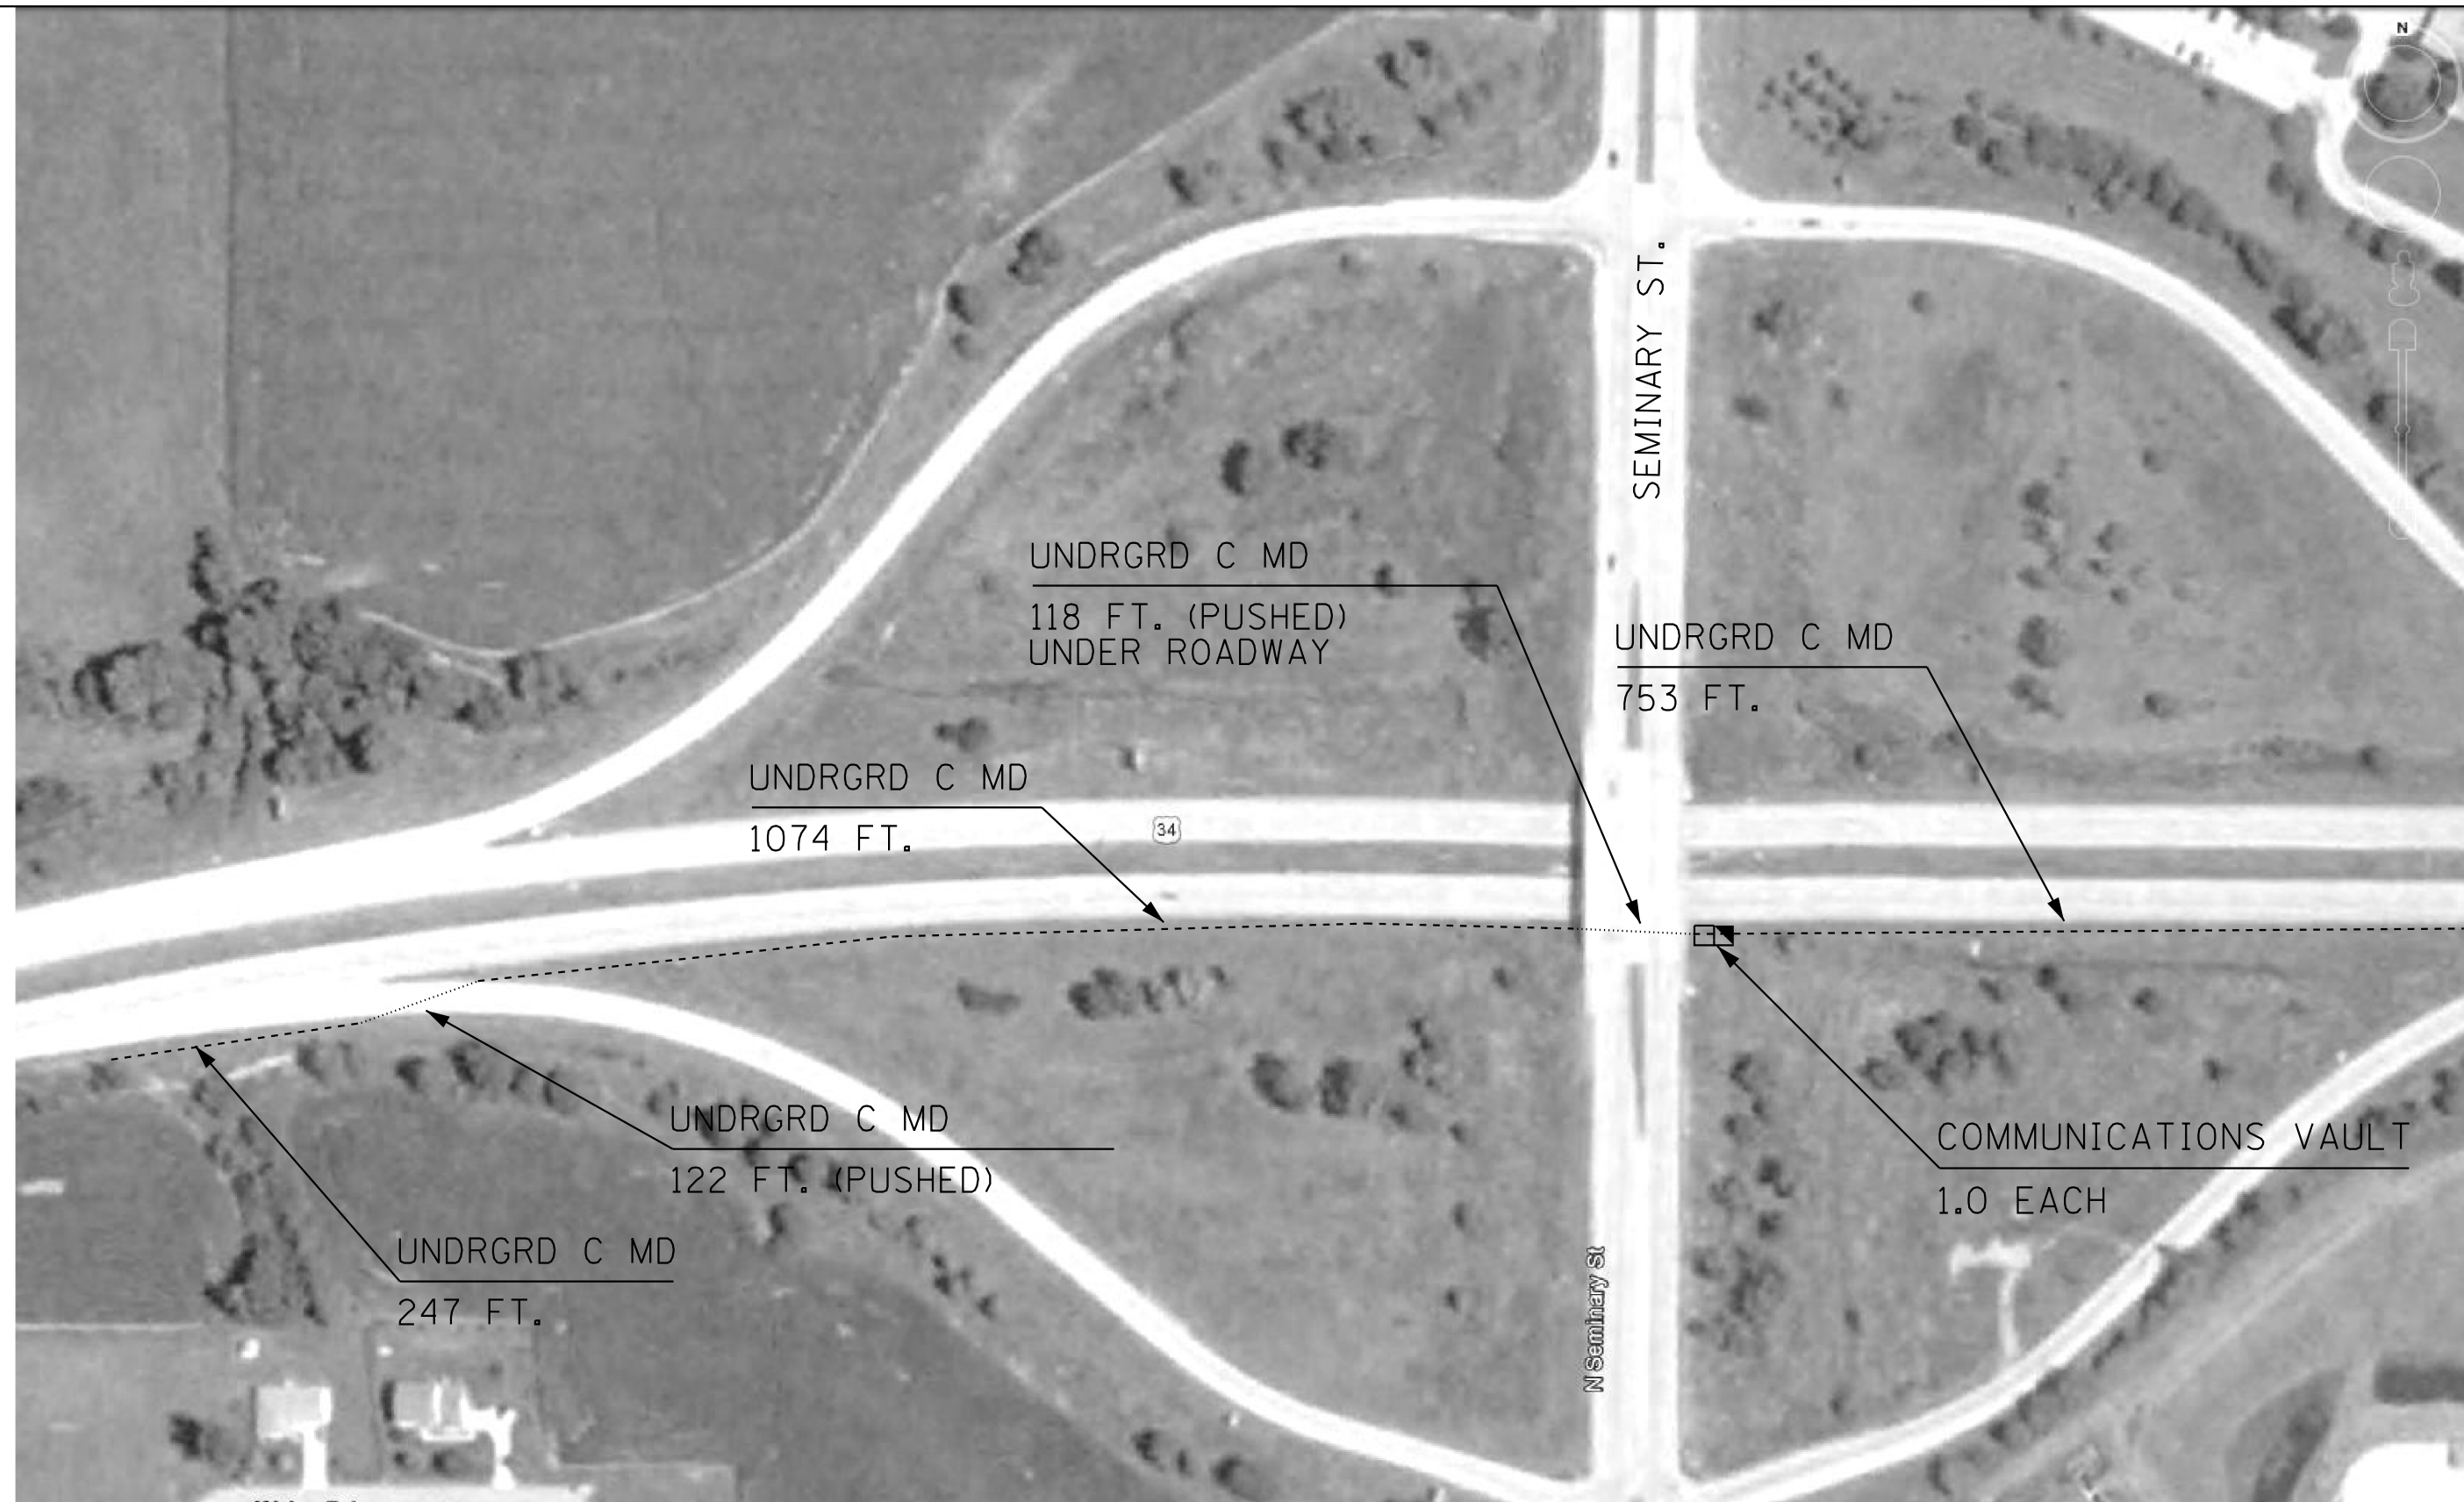 N
SEMINARY ST.
UNDRGRD C MD
118 FT. (PUSHED)
UNDER ROADWAY
UNDRGRD C MD
753 FT.
UNDRGRD C MD
1074 FT.
34
UNDRGRD C MD
122 FT. (PUSHED)
COMMUNICATIONS VAULT
1.0 EACH
UNDRGRD C MD
247 FT.
N Seminary St